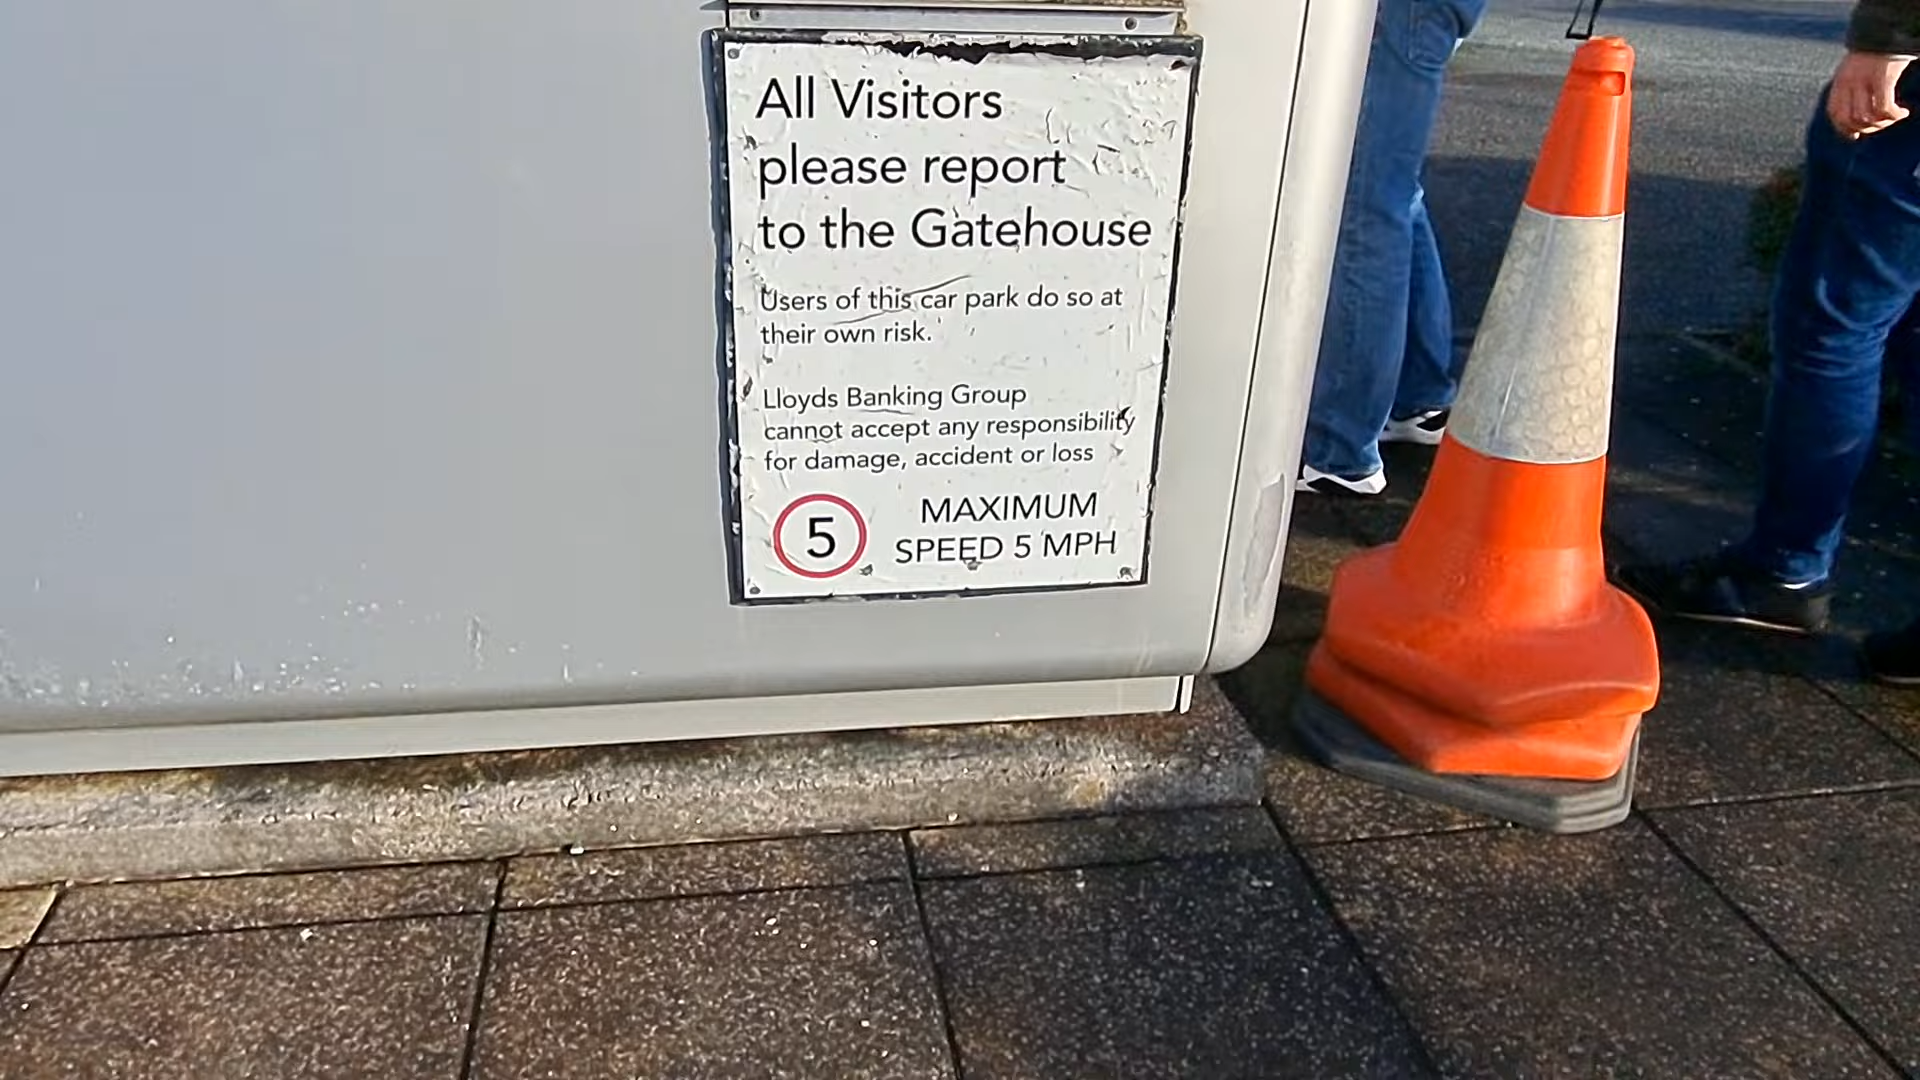 All Visitors
please report
to the Gatehouse
Users of this car park do so at
their own risk.
Lloyds Banking Group
cannot accept any responsibility
for damage, accident or loss
5
MAXIMUM
SPEED 5 MPH